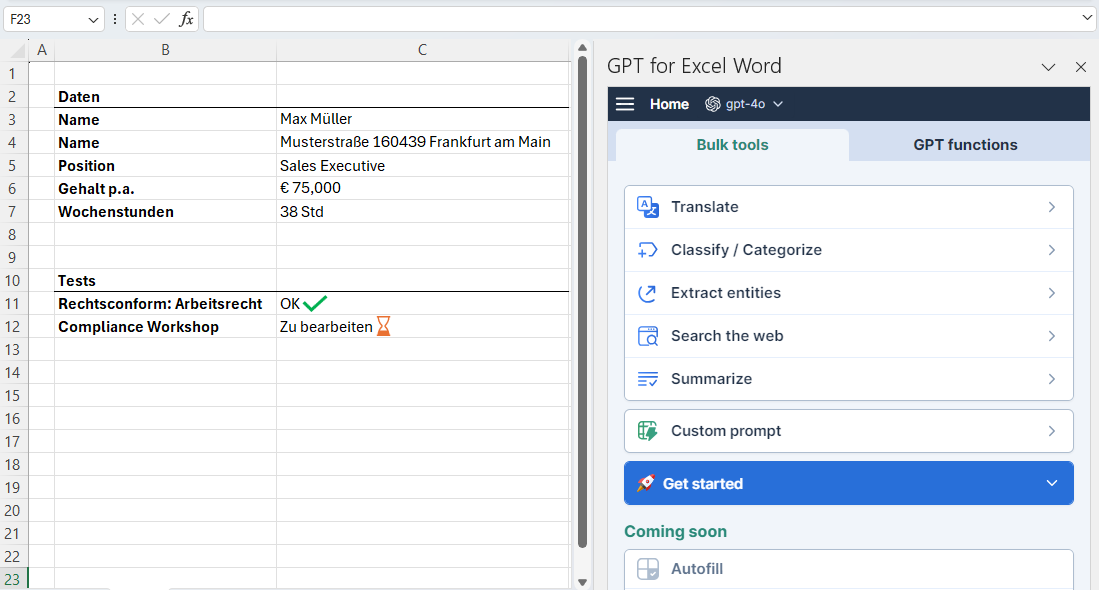 F23
fx
A B C
1
2 Daten
3 Name Max Müller
4 Name Musterstraße 160439 Frankfurt am Main
5 Position Sales Executive
6 Gehalt p.a. € 75,000
7 Wochenstunden 38 Std
8
9
10 Tests
11 Rechtsconform: Arbeitsrecht OK
12 Compliance Workshop Zu bearbeiten
13
14
15
16
17
18
19
20
21
22
23
GPT for Excel Word
Home gpt-4o
Bulk tools GPT functions
Translate
Classify / Categorize
Extract entities
Search the web
Summarize
Custom prompt
Get started
Coming soon
Autofill